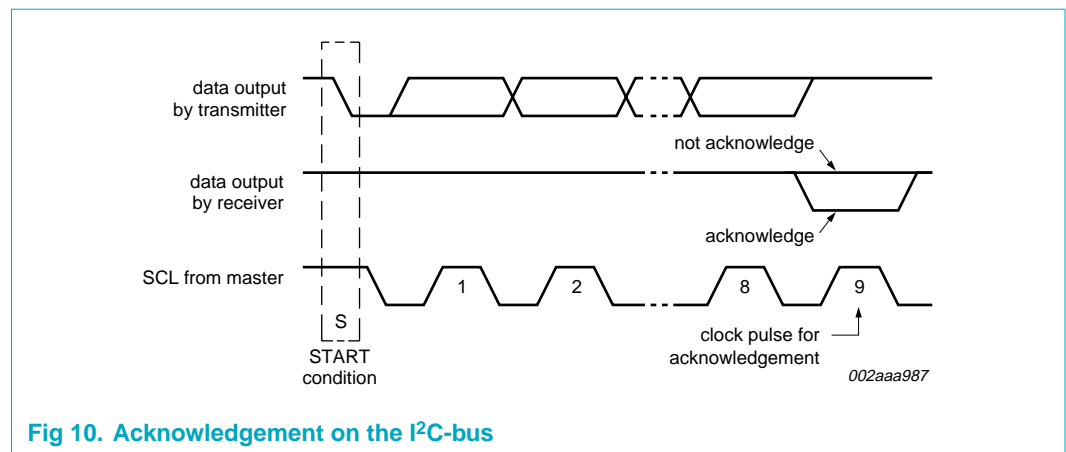 data output
by transmitter
not acknowledge
data output
by receiver
acknowledge
SCL from master
1
2
8
9
S
START
condition
clock pulse for
acknowledgement
002aaa987
Fig 10. Acknowledgement on the I²C-bus